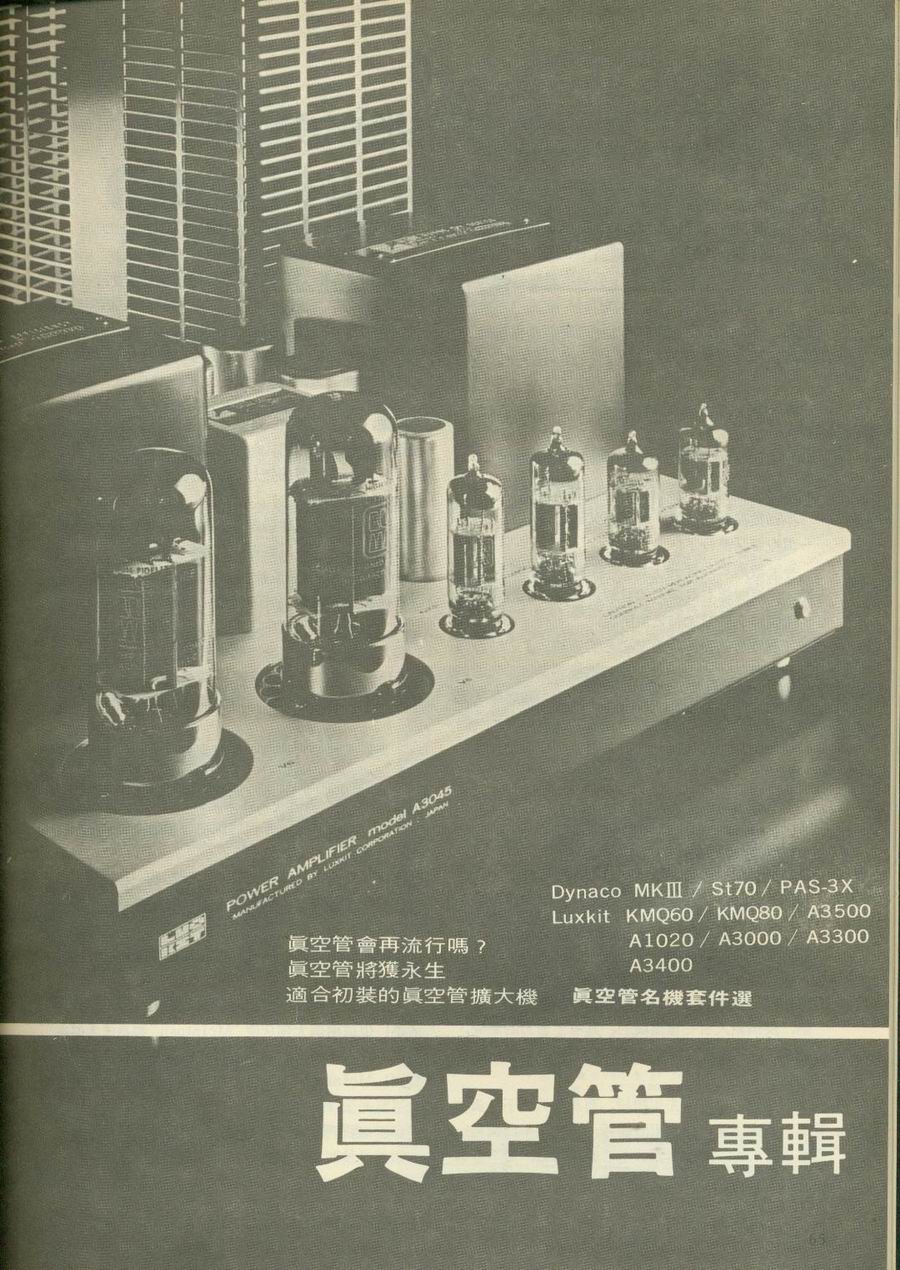 POWER AMPLIFIER model A3045
MANUFACTURED BY LUXKIT CORPORATION . JAPAN
LUX
KIT
Dynaco MKⅢ / St70 / PAS-3X
Luxkit KMQ60 / KMQ80 / A3500
A1020 / A3000 / A3300
A3400
眞空管會再流行嗎？
眞空管將獲永生
適合初裝的眞空管擴大機
眞空管名機套件選
眞空管專輯
65